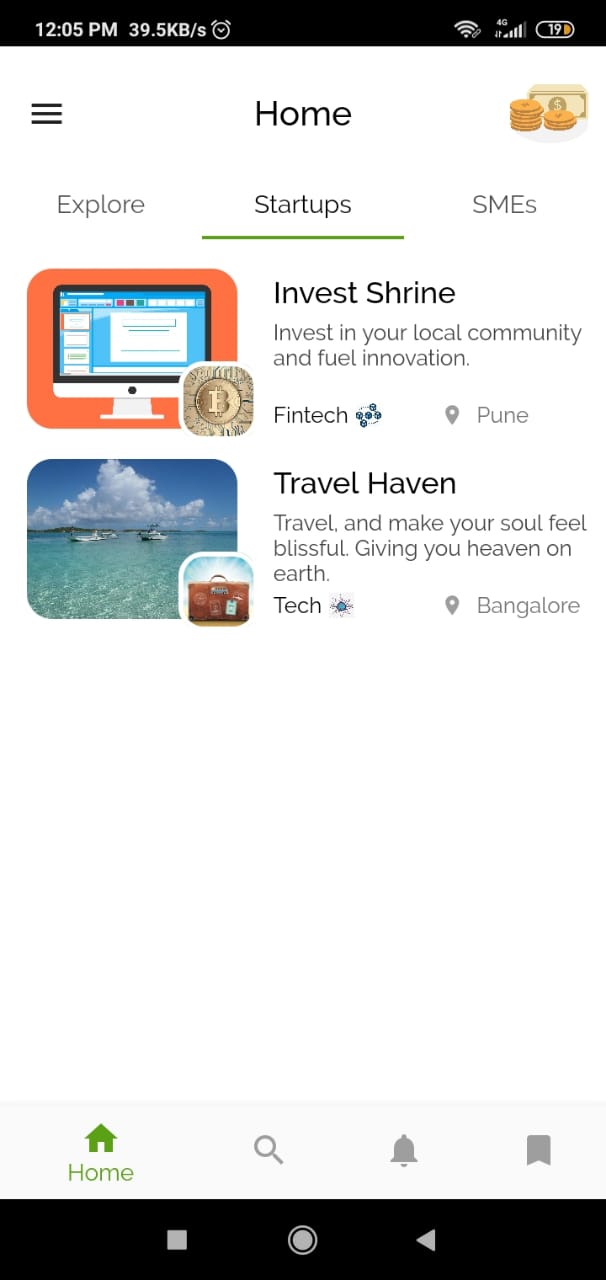 12:05 PM 39.5KB/s
4G
19
Home
$
Explore
Startups
SMEs
Invest Shrine
Invest in your local community
and fuel innovation.
Fintech
Pune
Travel Haven
Travel, and make your soul feel
blissful. Giving you heaven on
earth.
Tech
Bangalore
Home